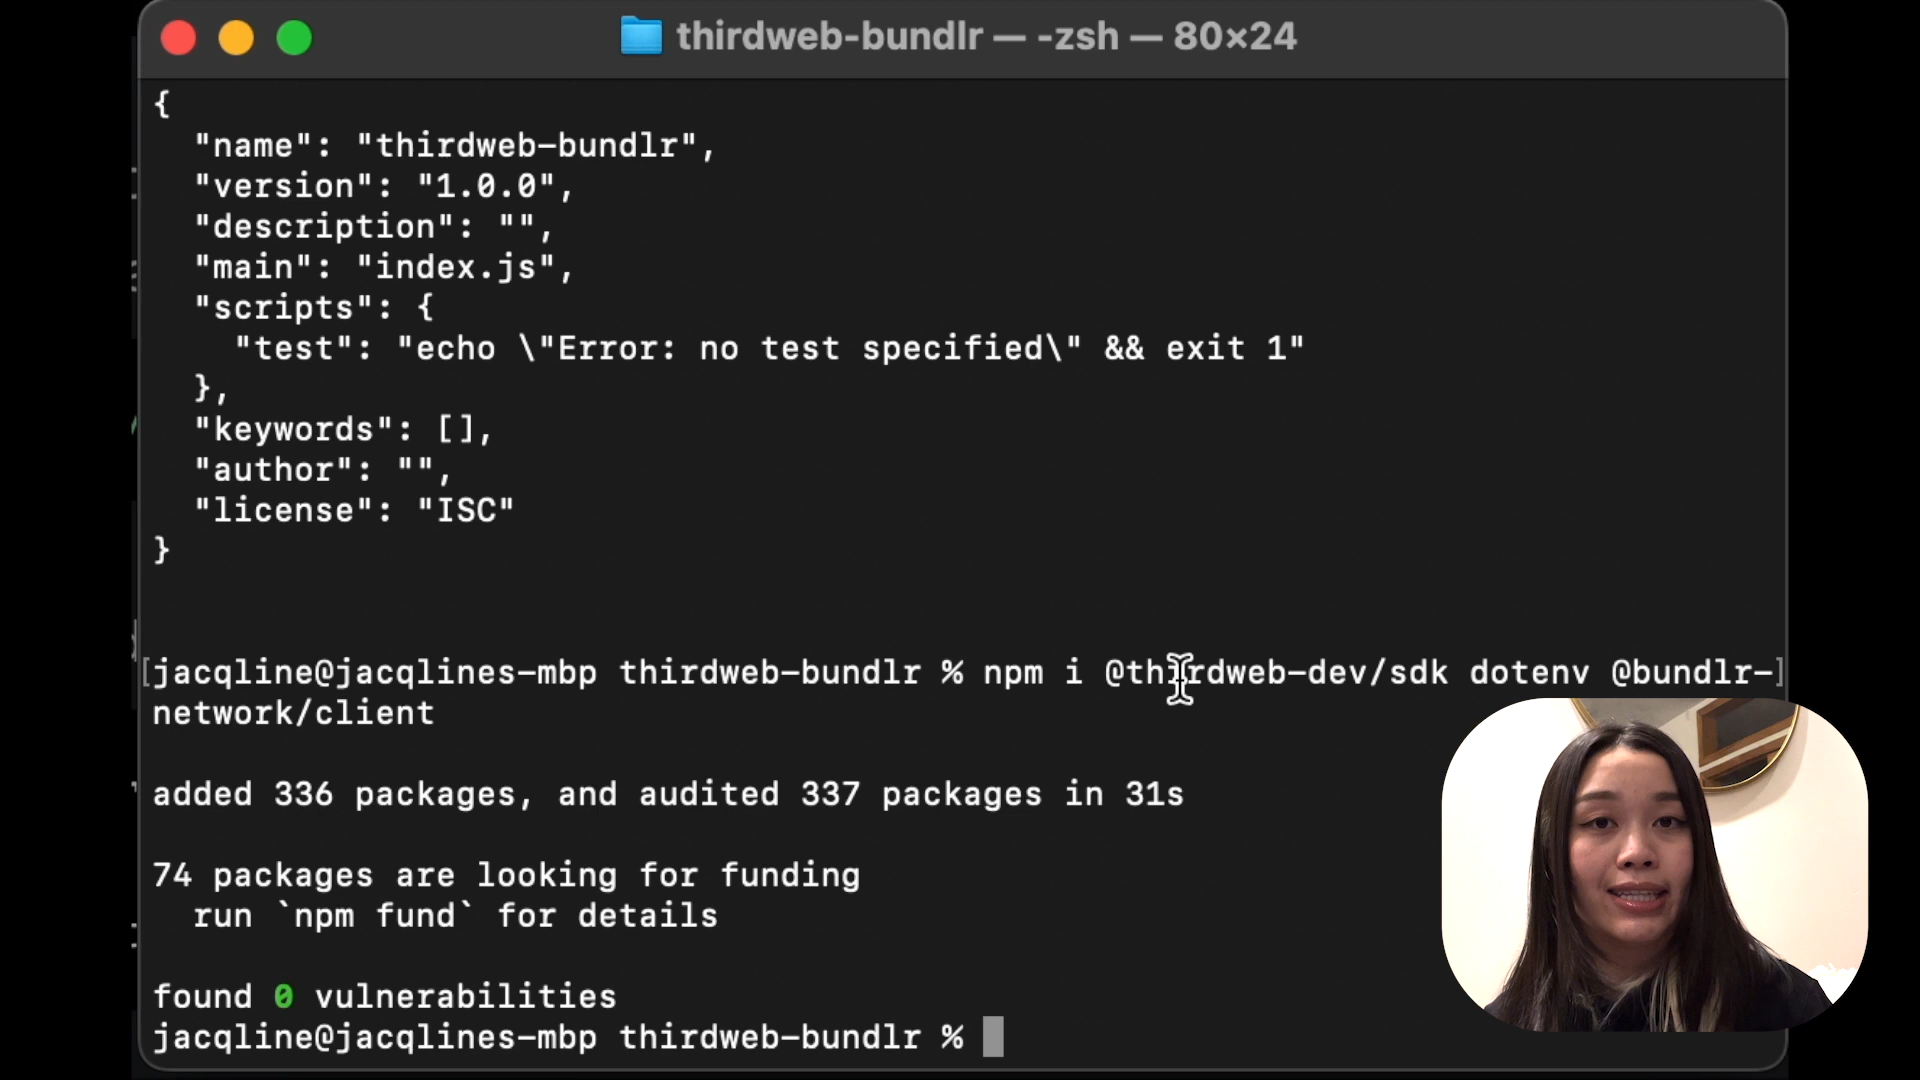 thirdweb-bundlr — -zsh — 80×24
{
  "name": "thirdweb-bundlr",
  "version": "1.0.0",
  "description": "",
  "main": "index.js",
  "scripts": {
    "test": "echo \"Error: no test specified\" && exit 1"
  },
  "keywords": [],
  "author": "",
  "license": "ISC"
}
[jacqline@jacqlines-mbp thirdweb-bundlr % npm i @thirdweb-dev/sdk dotenv @bundlr-]
network/client
added 336 packages, and audited 337 packages in 31s
74 packages are looking for funding
  run `npm fund` for details
found 0 vulnerabilities
jacqline@jacqlines-mbp thirdweb-bundlr %